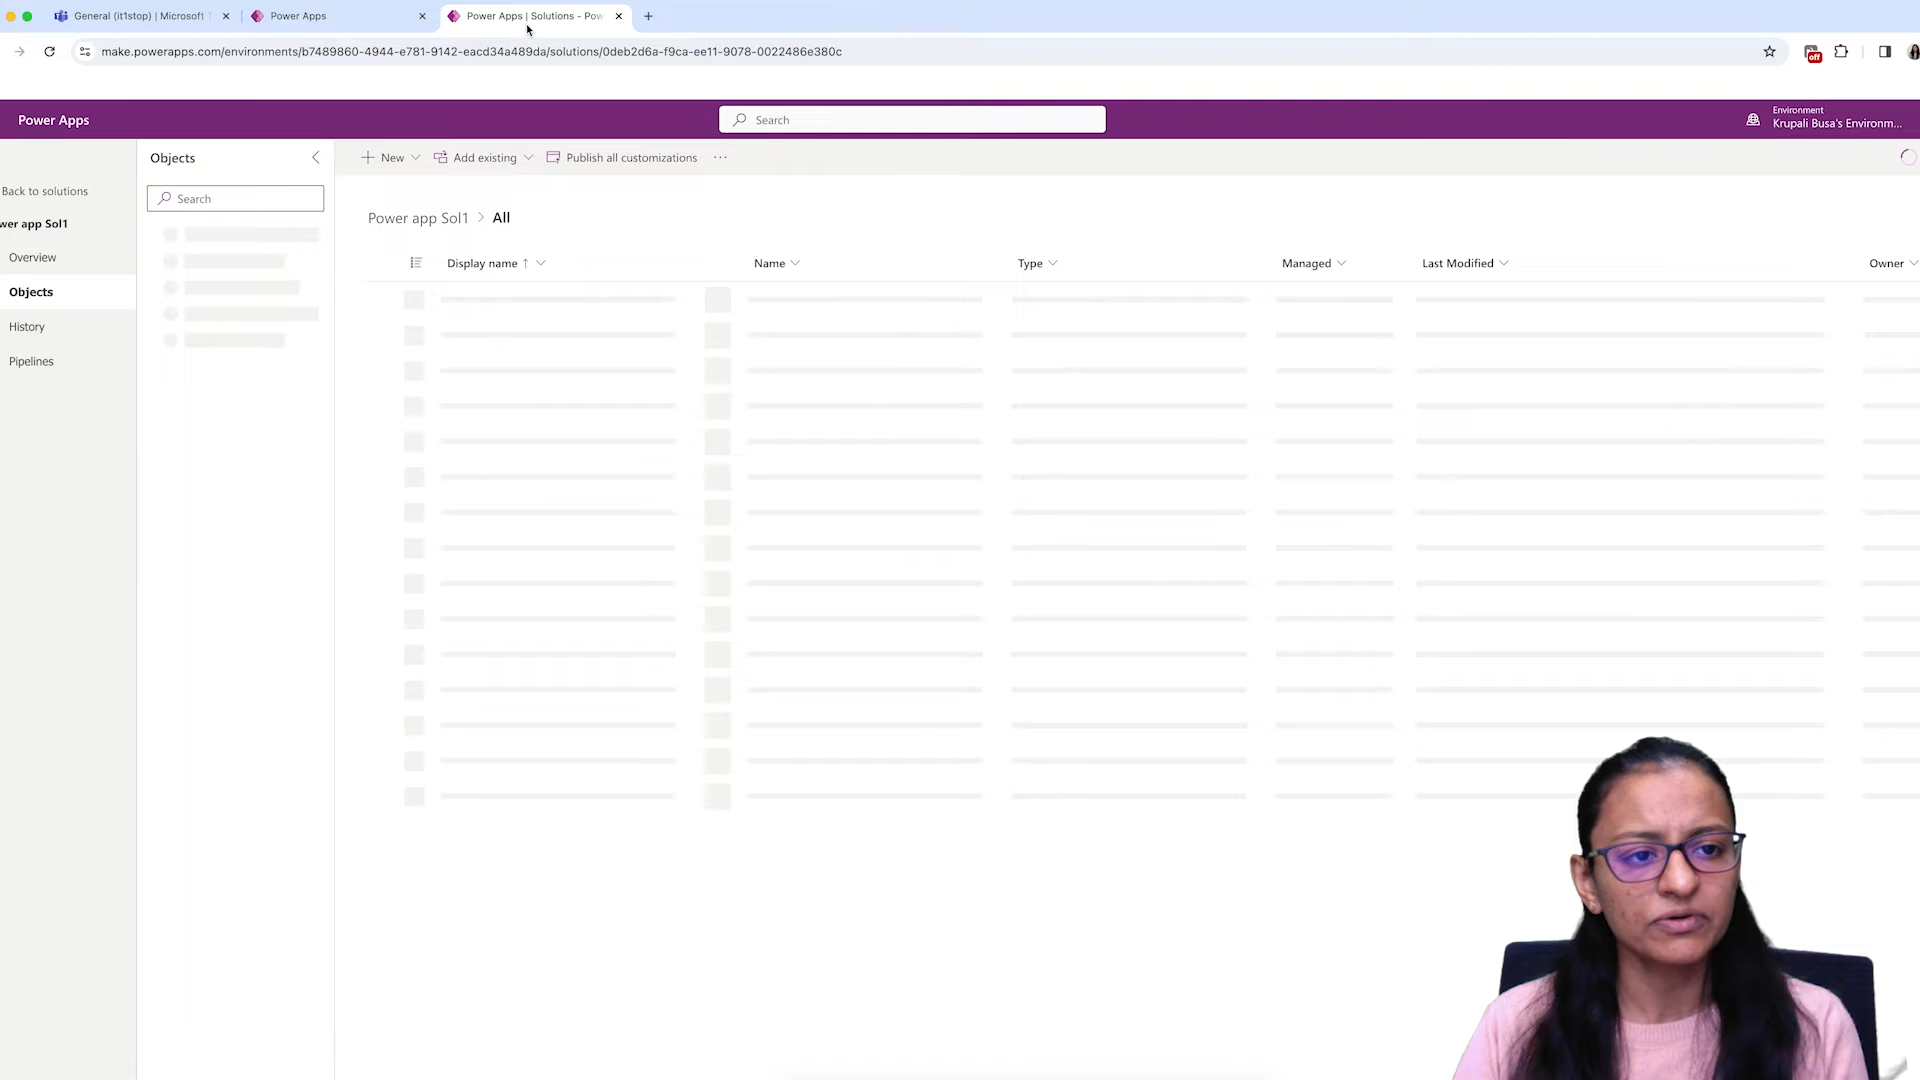 General (it1stop) | Microsoft
Power Apps
Power Apps | Solutions - Pow
make.powerapps.com/environments/b7489860-4944-e781-9142-eacd34a489da/solutions/0deb2d6a-f9ca-ee11-9078-0022486e380c
off
Power Apps
Search
Environment
Krupali Busa's Environm...
Back to solutions
wer app Sol1
Overview
Objects
History
Pipelines
Objects
Search
New
Add existing
Publish all customizations
Power app Sol1 > All
Display name ↑
Name
Type
Managed
Last Modified
Owner